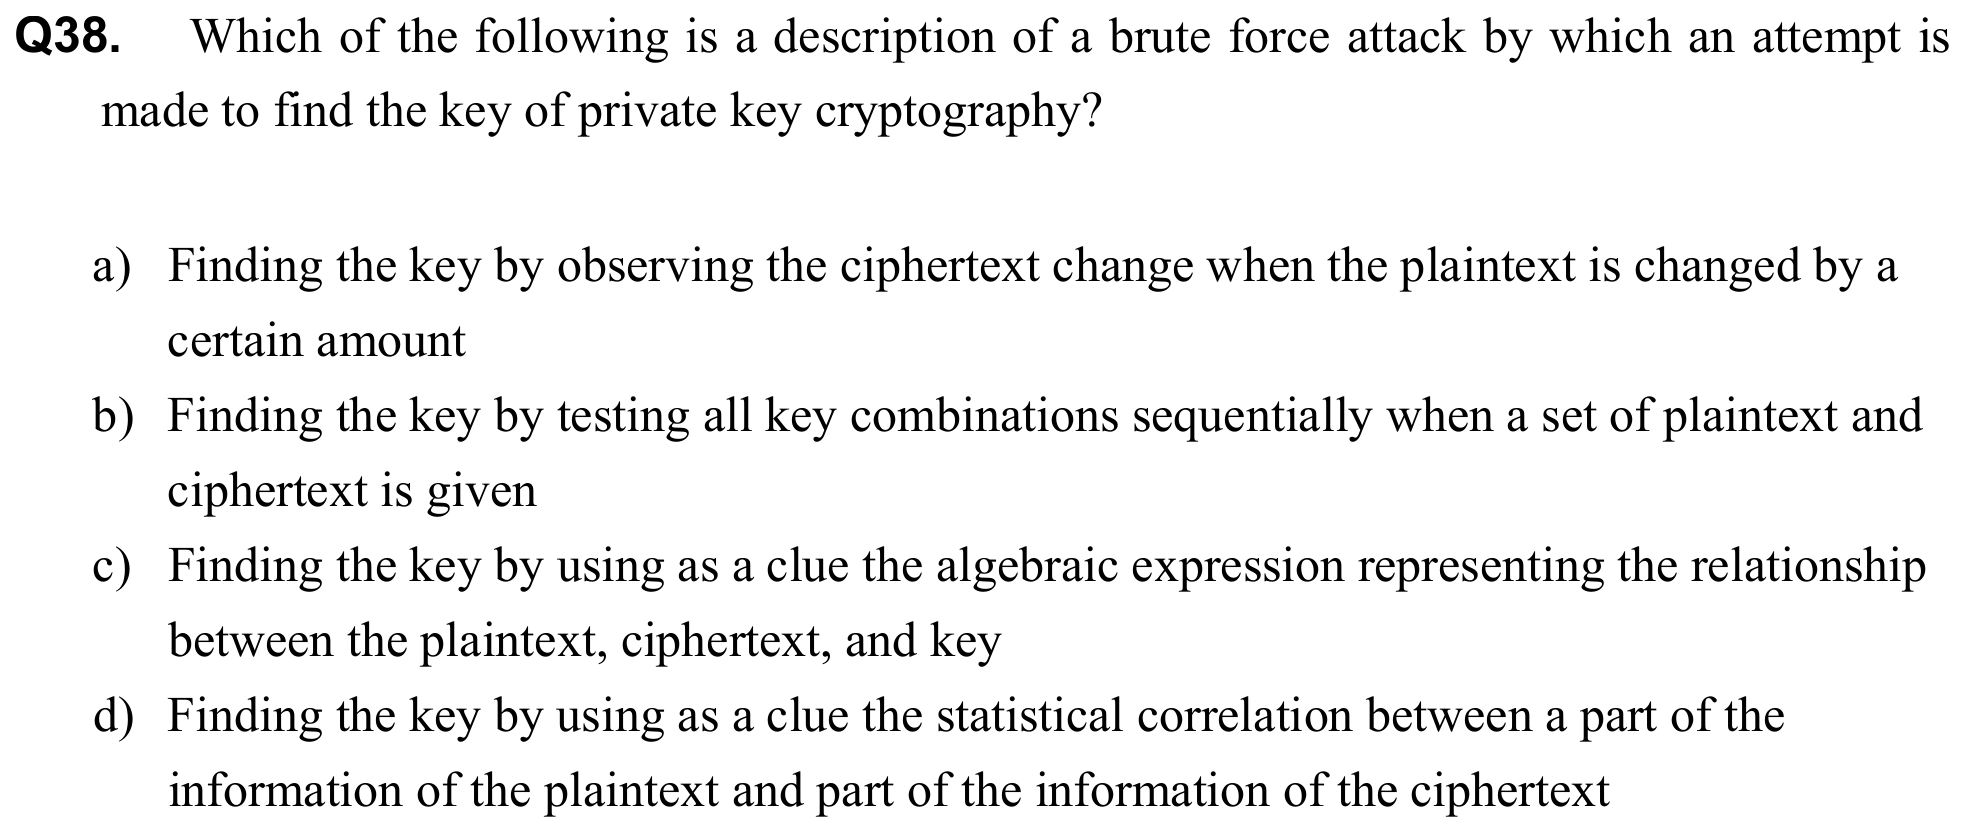 Q38. Which of the following is a description of a brute force attack by which an attempt is
made to find the key of private key cryptography?
a) Finding the key by observing the ciphertext change when the plaintext is changed by a
certain amount
b) Finding the key by testing all key combinations sequentially when a set of plaintext and
ciphertext is given
c) Finding the key by using as a clue the algebraic expression representing the relationship
between the plaintext, ciphertext, and key
d) Finding the key by using as a clue the statistical correlation between a part of the
information of the plaintext and part of the information of the ciphertext